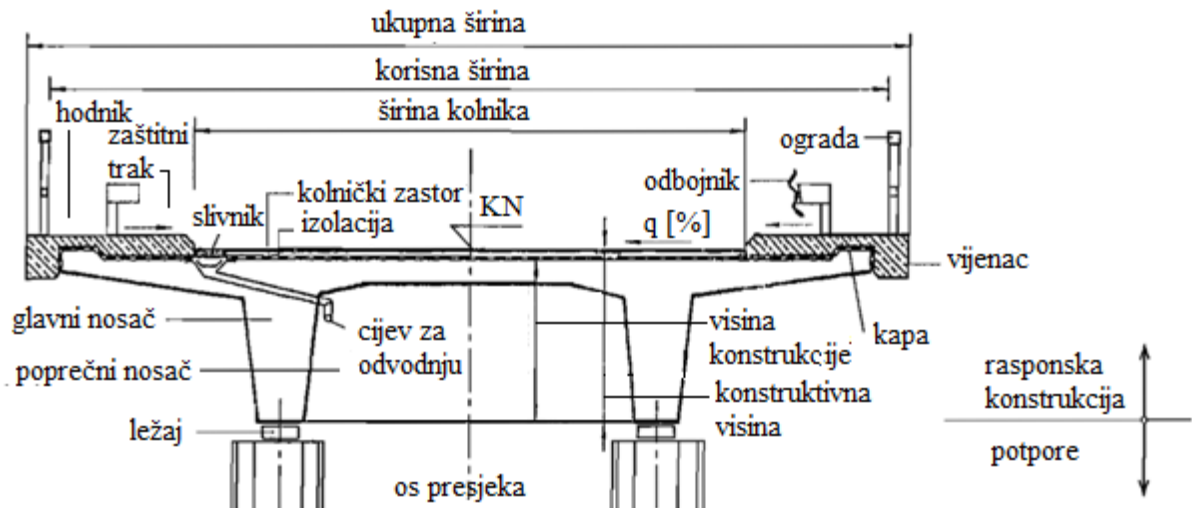 ukupna širina
korisna širina
širina kolnika
hodnik
zaštitni
trak
slivnik
kolnički zastor
izolacija
KN
odbojnik
q [%]
ograda
vijenac
kapa
glavni nosač
poprečni nosač
ležaj
cijev za
odvodnju
visina
konstrukcije
konstruktivna
visina
os presjeka
rasponska
konstrukcija
potpore